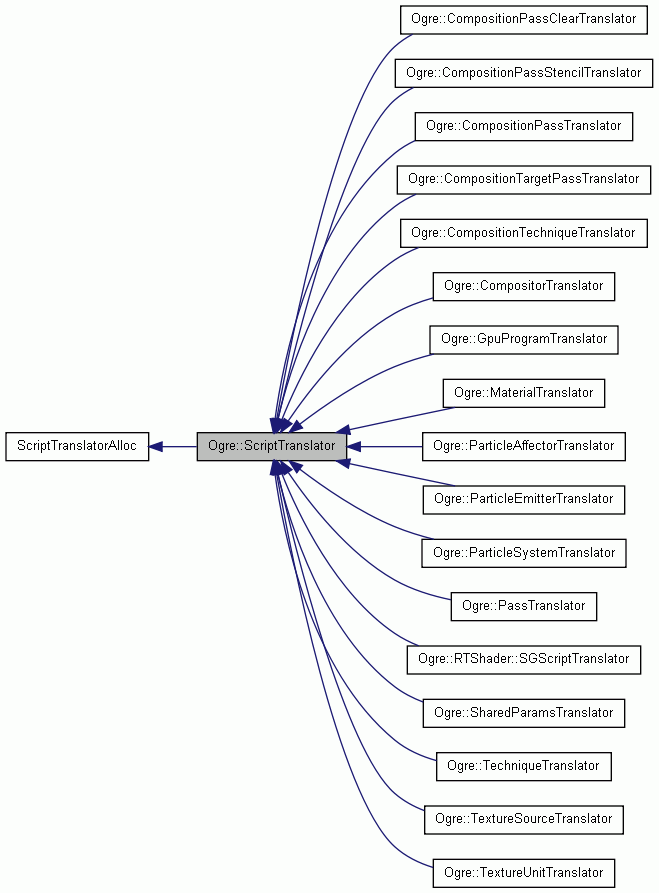 Ogre::CompositionPassClearTranslator
Ogre::CompositionPassStencilTranslator
Ogre::CompositionPassTranslator
Ogre::CompositionTargetPassTranslator
Ogre::CompositionTechniqueTranslator
Ogre::CompositorTranslator
Ogre::GpuProgramTranslator
Ogre::MaterialTranslator
ScriptTranslatorAlloc
Ogre::ScriptTranslator
Ogre::ParticleAffectorTranslator
Ogre::ParticleEmitterTranslator
Ogre::ParticleSystemTranslator
Ogre::PassTranslator
Ogre::RTShader::SGScriptTranslator
Ogre::SharedParamsTranslator
Ogre::TechniqueTranslator
Ogre::TextureSourceTranslator
Ogre::TextureUnitTranslator